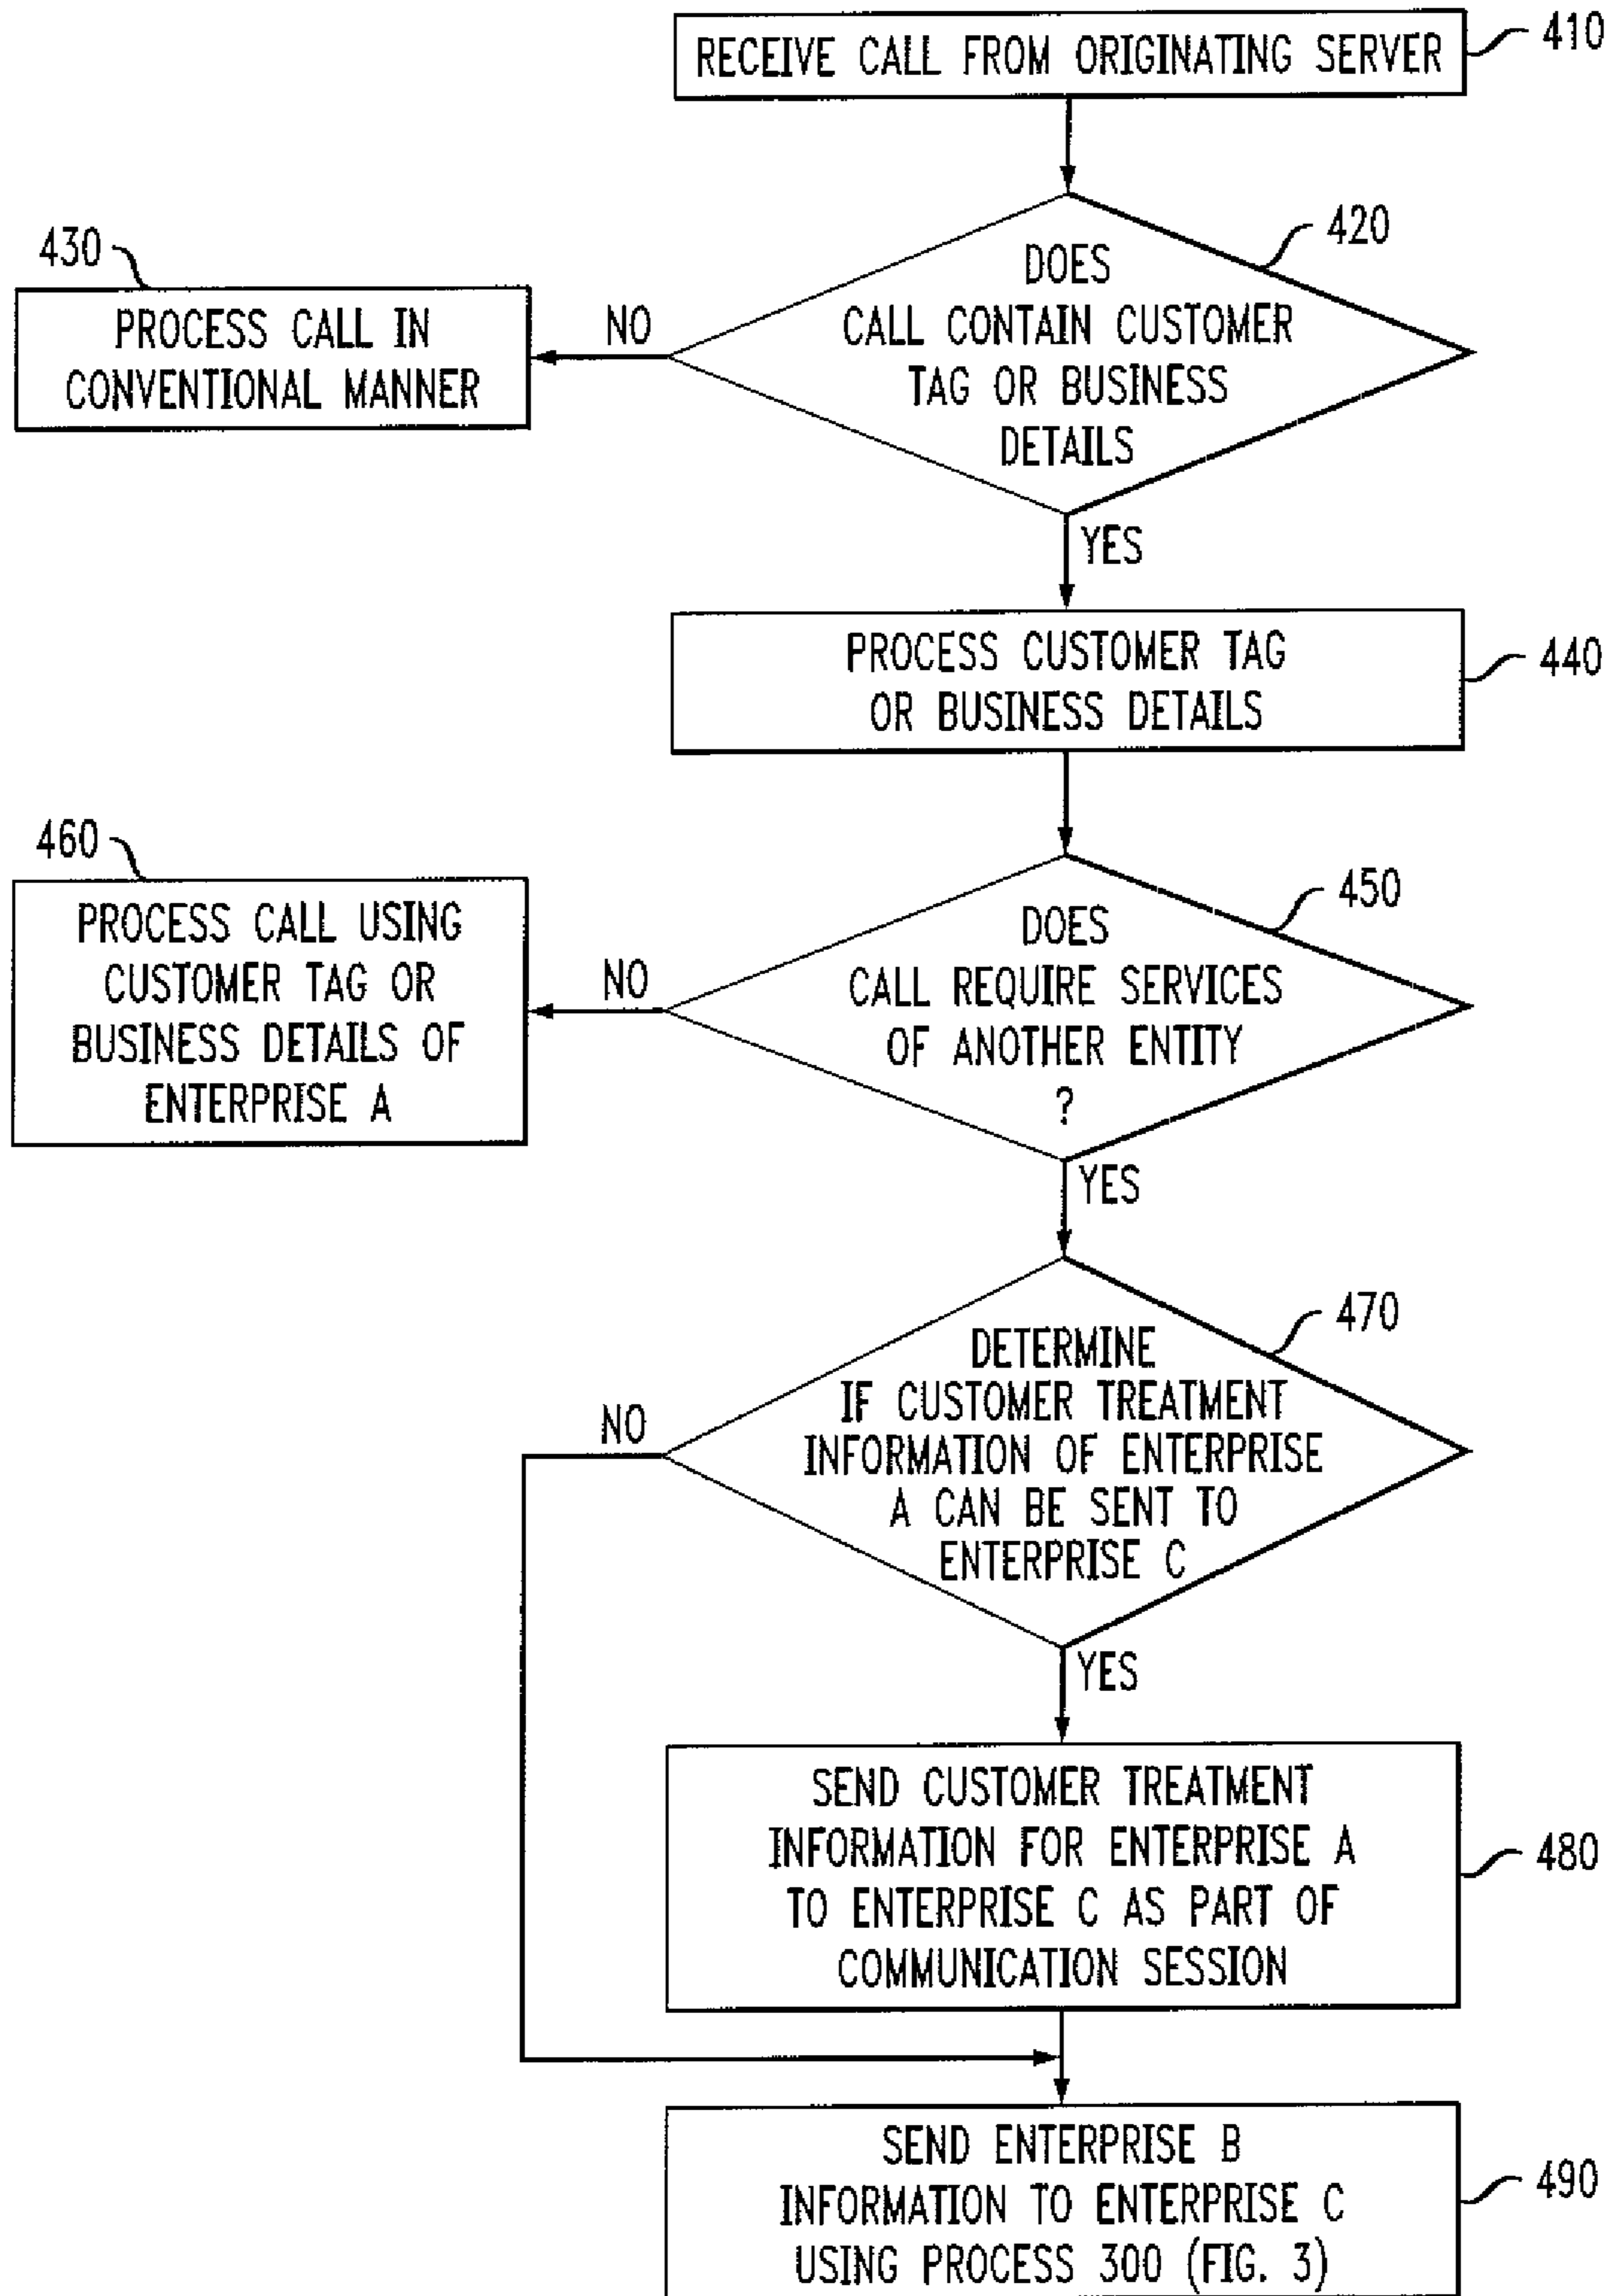 RECEIVE CALL FROM ORIGINATING SERVER
410
420
DOES
CALL CONTAIN CUSTOMER
TAG OR BUSINESS
DETAILS
NO
430
PROCESS CALL IN
CONVENTIONAL MANNER
YES
PROCESS CUSTOMER TAG
OR BUSINESS DETAILS
440
450
DOES
CALL REQUIRE SERVICES
OF ANOTHER ENTITY
?
NO
460
PROCESS CALL USING
CUSTOMER TAG OR
BUSINESS DETAILS OF
ENTERPRISE A
YES
470
DETERMINE
IF CUSTOMER TREATMENT
INFORMATION OF ENTERPRISE
A CAN BE SENT TO
ENTERPRISE C
NO
YES
SEND CUSTOMER TREATMENT
INFORMATION FOR ENTERPRISE A
TO ENTERPRISE C AS PART OF
COMMUNICATION SESSION
480
SEND ENTERPRISE B
INFORMATION TO ENTERPRISE C
USING PROCESS 300 (FIG. 3)
490